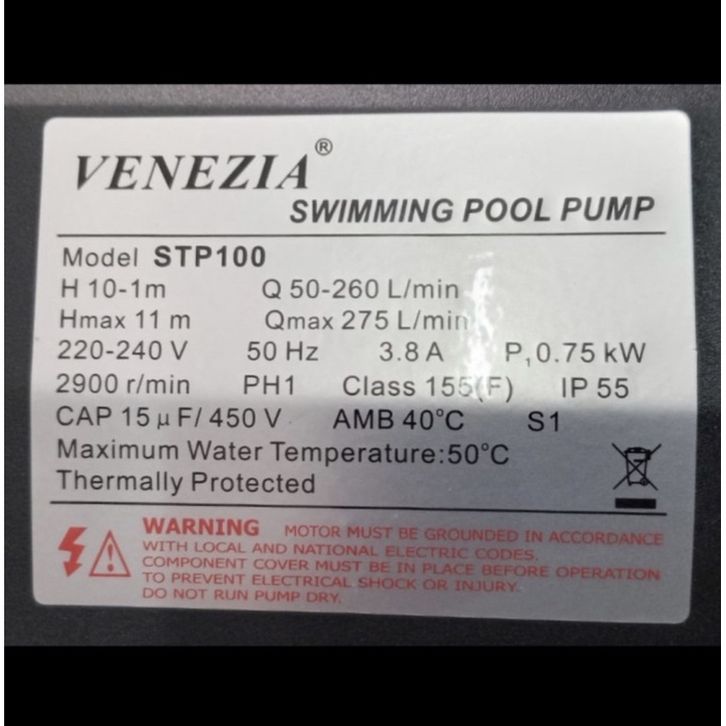 VENEZIA®
SWIMMING POOL PUMP
Model STP100
H 10-1m Q 50-260 L/min
Hmax 11 m Qmax 275 L/min
220-240 V 50 Hz 3.8 A P₁ 0.75 kW
2900 r/min PH1 Class 155(F) IP 55
CAP 15 µF/ 450 V AMB 40°C S1
Maximum Water Temperature:50°C
Thermally Protected
WARNING MOTOR MUST BE GROUNDED IN ACCORDANCE
WITH LOCAL AND NATIONAL ELECTRIC CODES.
COMPONENT COVER MUST BE IN PLACE BEFORE OPERATION
TO PREVENT ELECTRICAL SHOCK OR INJURY.
DO NOT RUN PUMP DRY.